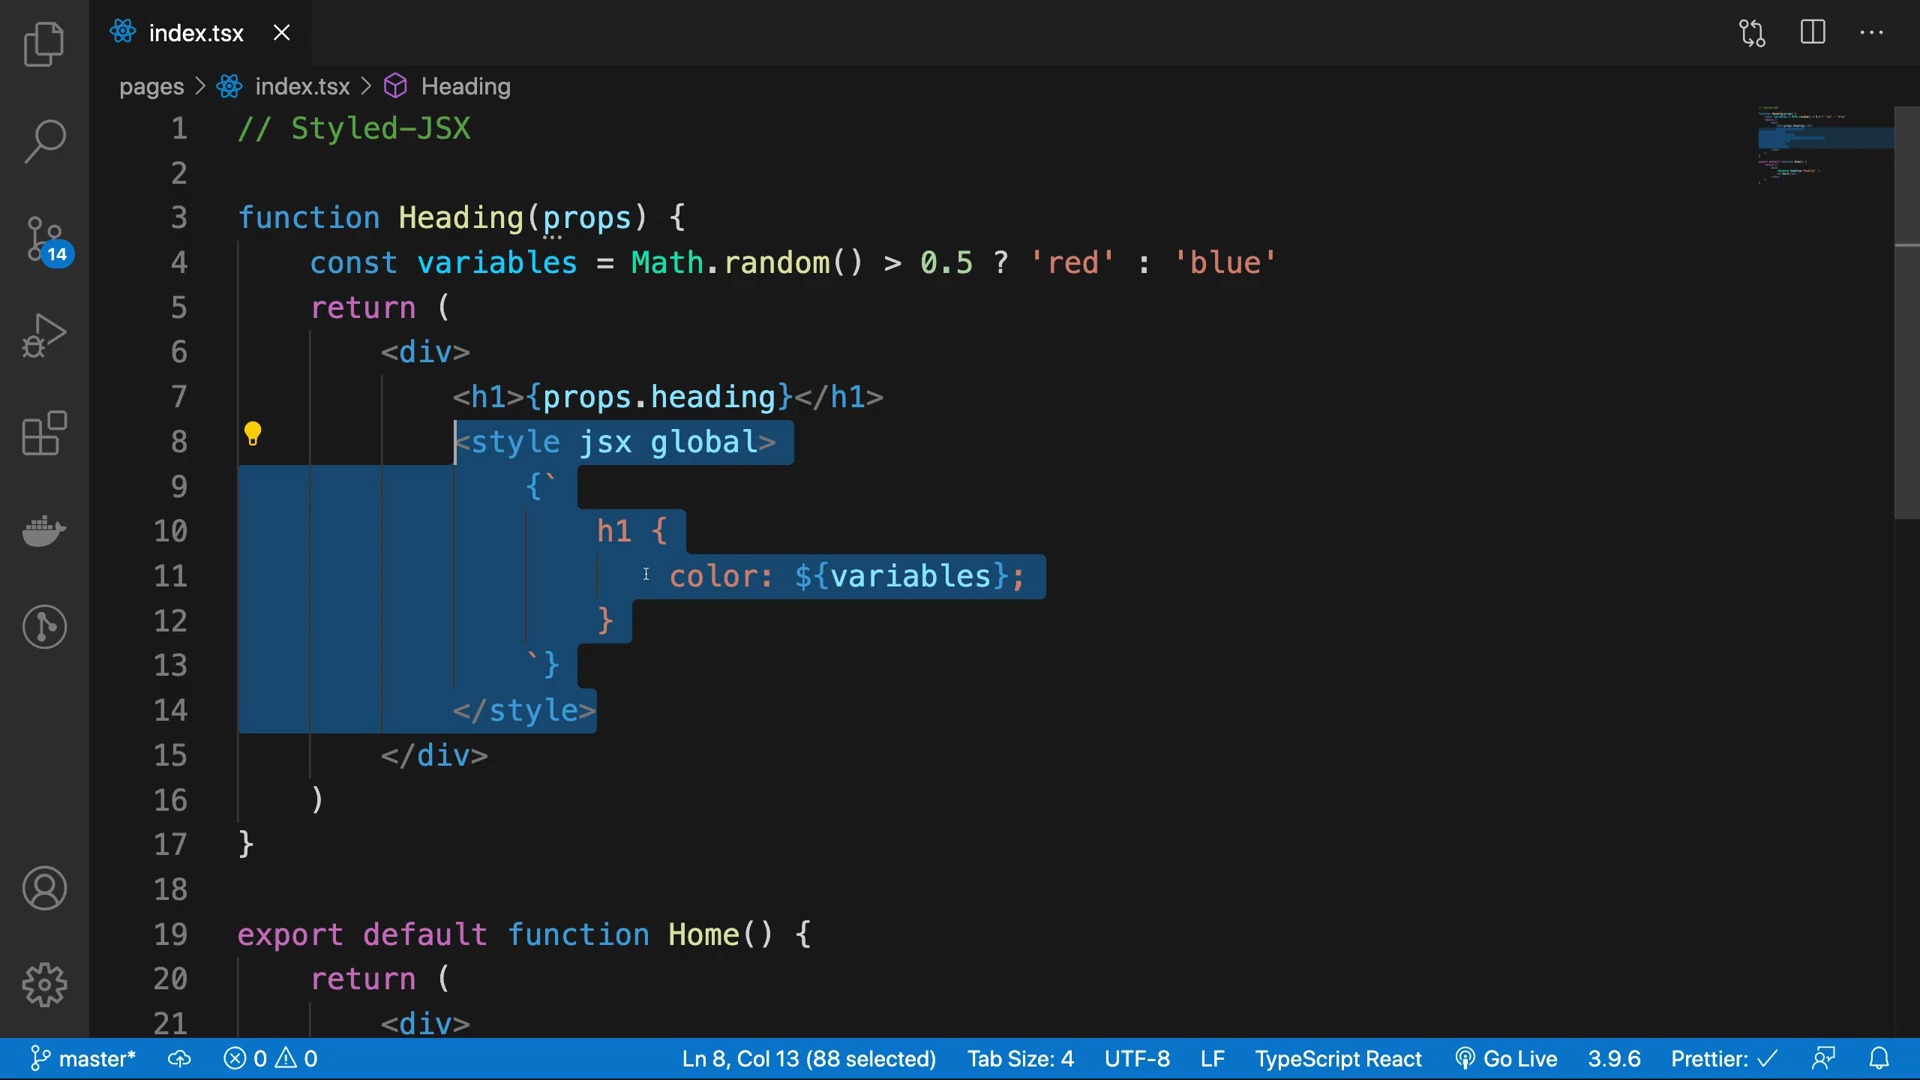 index.tsx
pages > index.tsx > Heading
1 // Styled-JSX
2
3 function Heading(props) {
4 const variables = Math.random() > 0.5 ? 'red' : 'blue'
5 return (
6 <div>
7 <h1>{props.heading}</h1>
8 <style jsx global>
9 {`
10 h1 {
11 color: ${variables};
12 }
13 `}
14 </style>
15 </div>
16 )
17 }
18
19 export default function Home() {
20 return (
21 <div>
14
master* 0 0 Ln 8, Col 13 (88 selected) Tab Size: 4 UTF-8 LF TypeScript React Go Live 3.9.6 Prettier: ✓